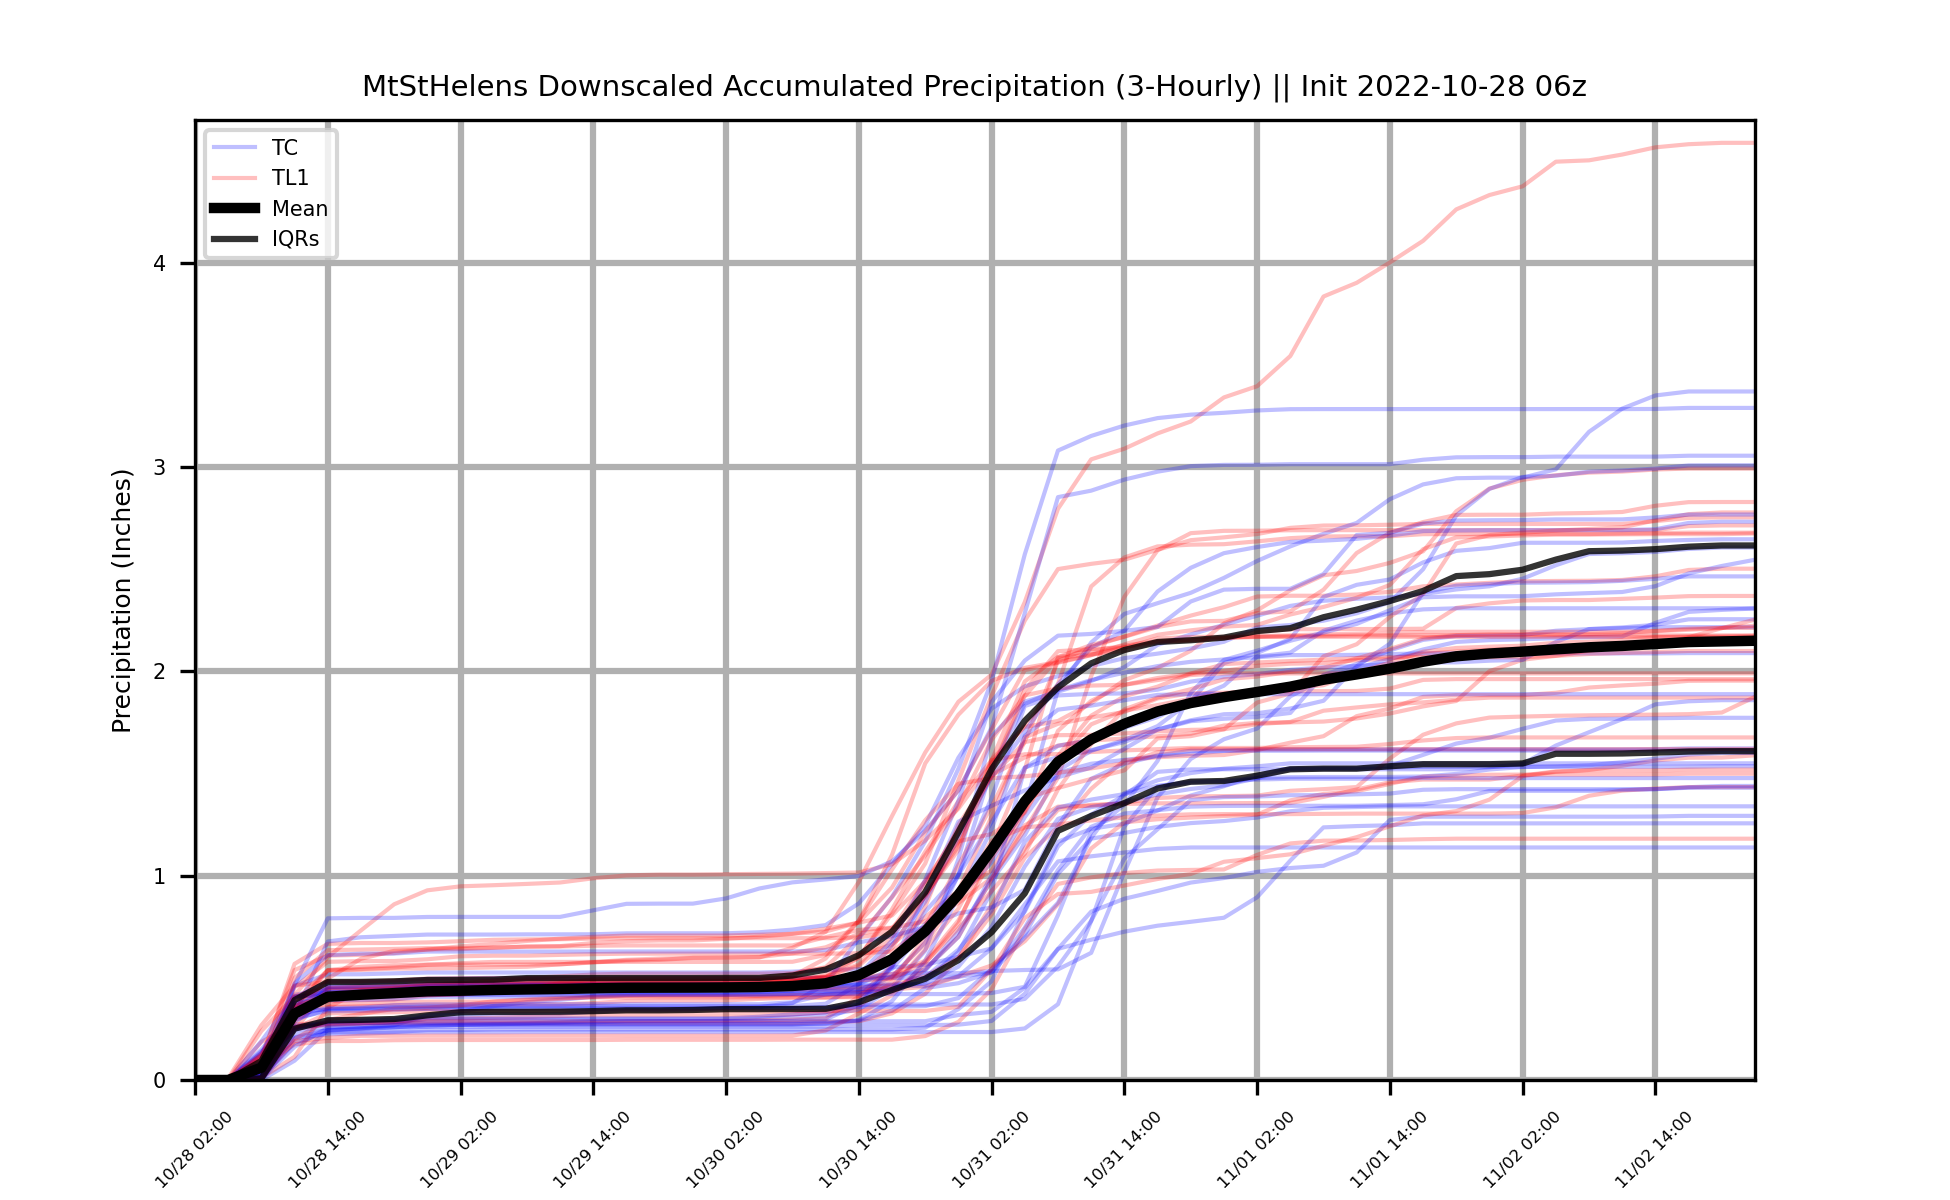 MtStHelens Downscaled Accumulated Precipitation (3-Hourly) || Init 2022-10-28 06z
TC
TL1
Mean
IQRs
Precipitation (Inches)
4
3
2
1
0
10/28 02:00
10/28 14:00
10/29 02:00
10/29 14:00
10/30 02:00
10/30 14:00
10/31 02:00
10/31 14:00
11/01 02:00
11/01 14:00
11/02 02:00
11/02 14:00